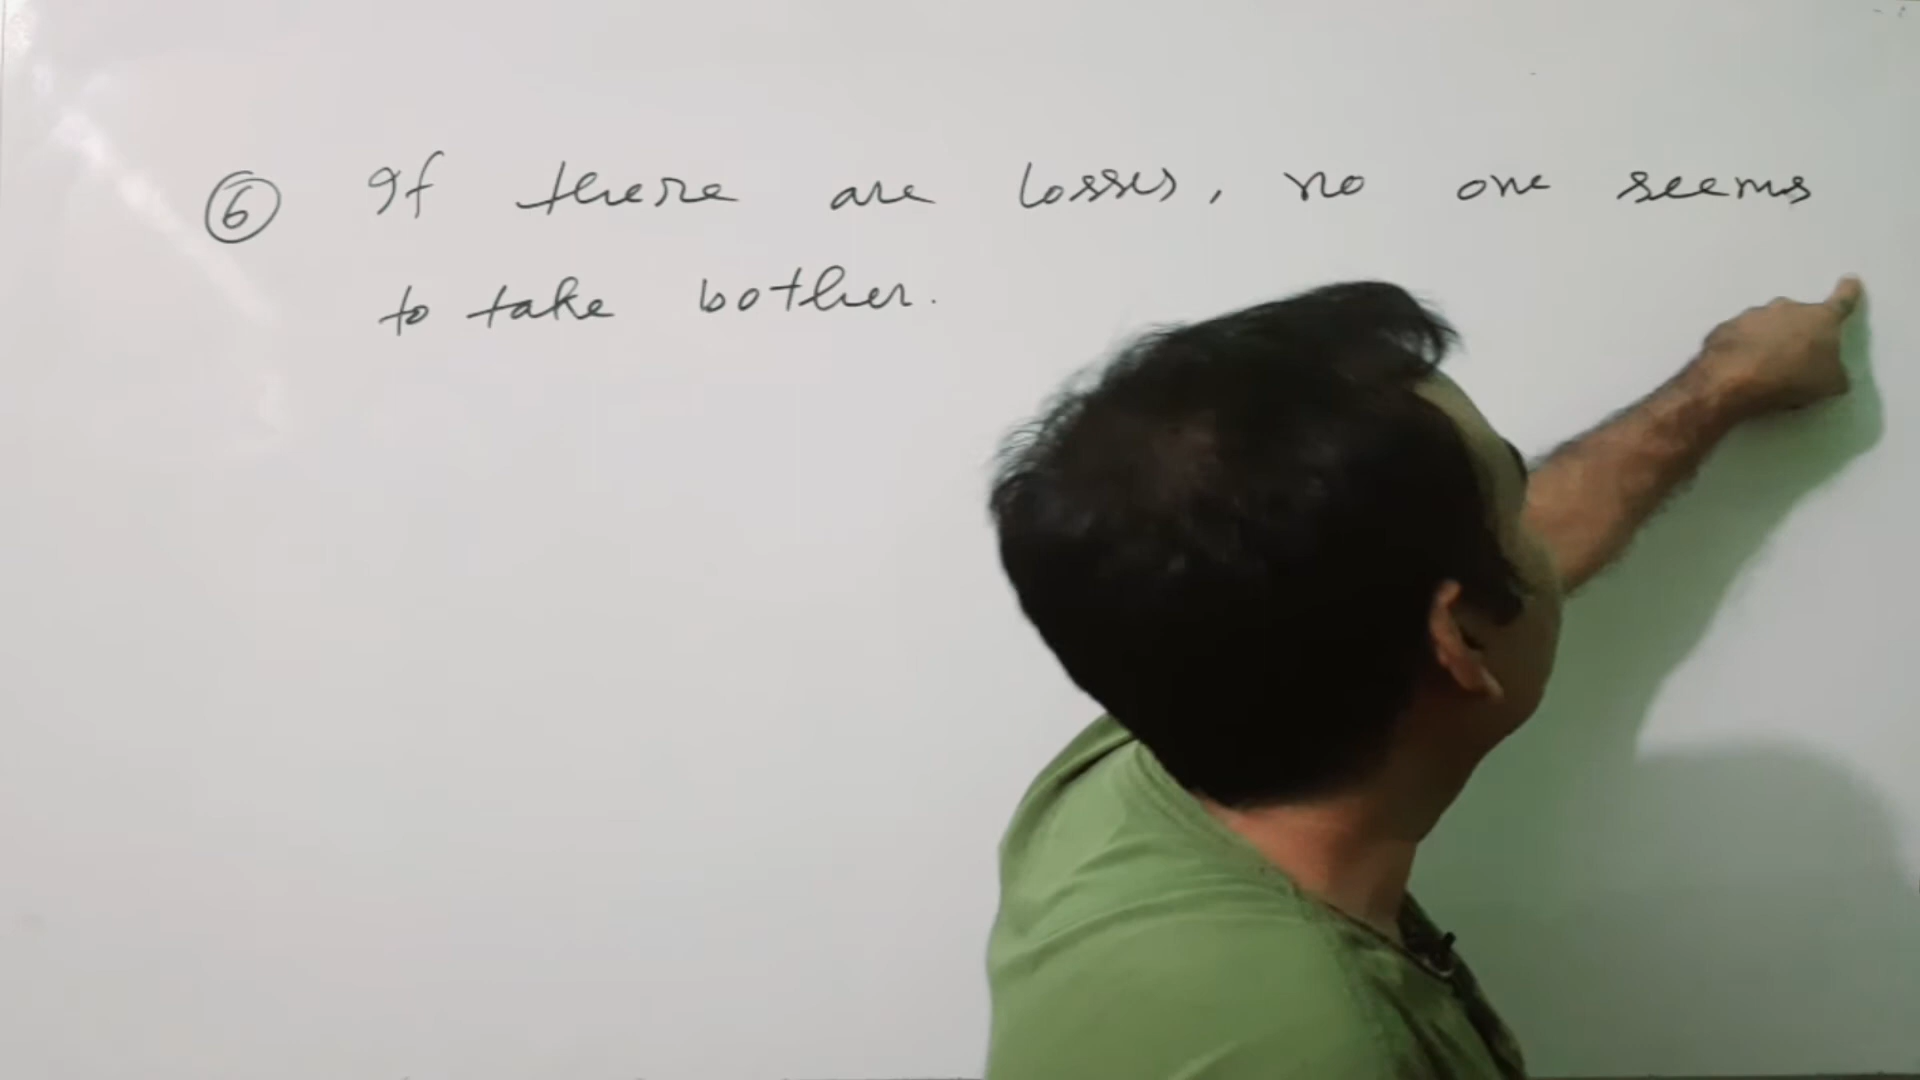 ⑥ If there are losses, no one seems
to take bother.